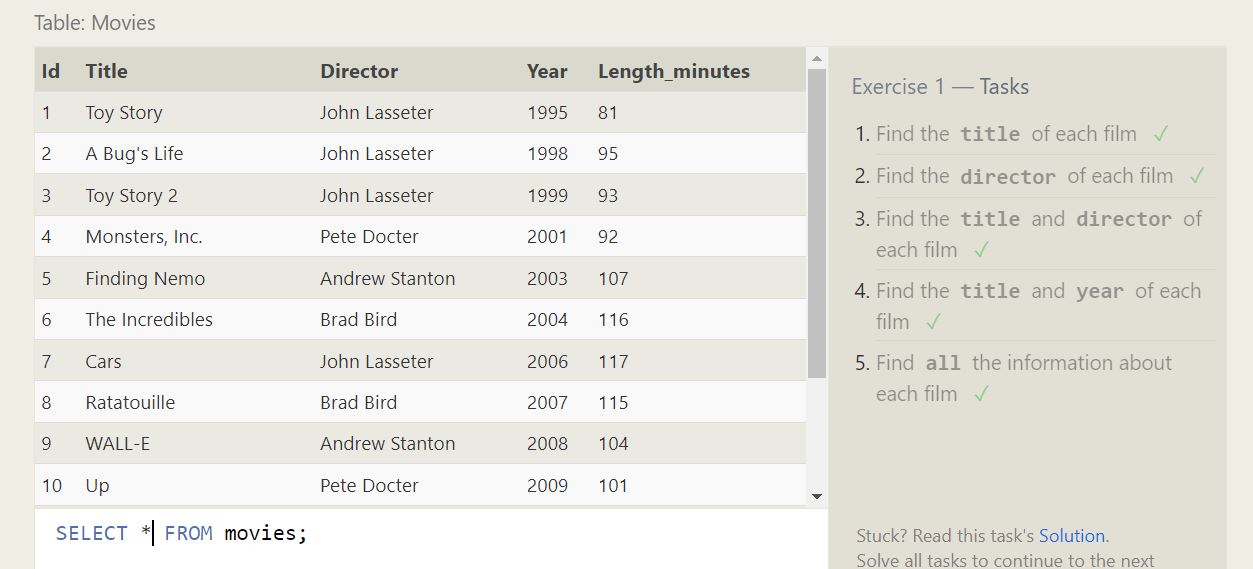 Table: Movies
Id Title Director Year Length_minutes
1 Toy Story John Lasseter 1995 81
2 A Bug's Life John Lasseter 1998 95
3 Toy Story 2 John Lasseter 1999 93
4 Monsters, Inc. Pete Docter 2001 92
5 Finding Nemo Andrew Stanton 2003 107
6 The Incredibles Brad Bird 2004 116
7 Cars John Lasseter 2006 117
8 Ratatouille Brad Bird 2007 115
9 WALL-E Andrew Stanton 2008 104
10 Up Pete Docter 2009 101
SELECT * FROM movies;
Exercise 1 — Tasks
1. Find the title of each film ✓
2. Find the director of each film ✓
3. Find the title and director of
each film ✓
4. Find the title and year of each
film ✓
5. Find all the information about
each film ✓
Stuck? Read this task's Solution.
Solve all tasks to continue to the next